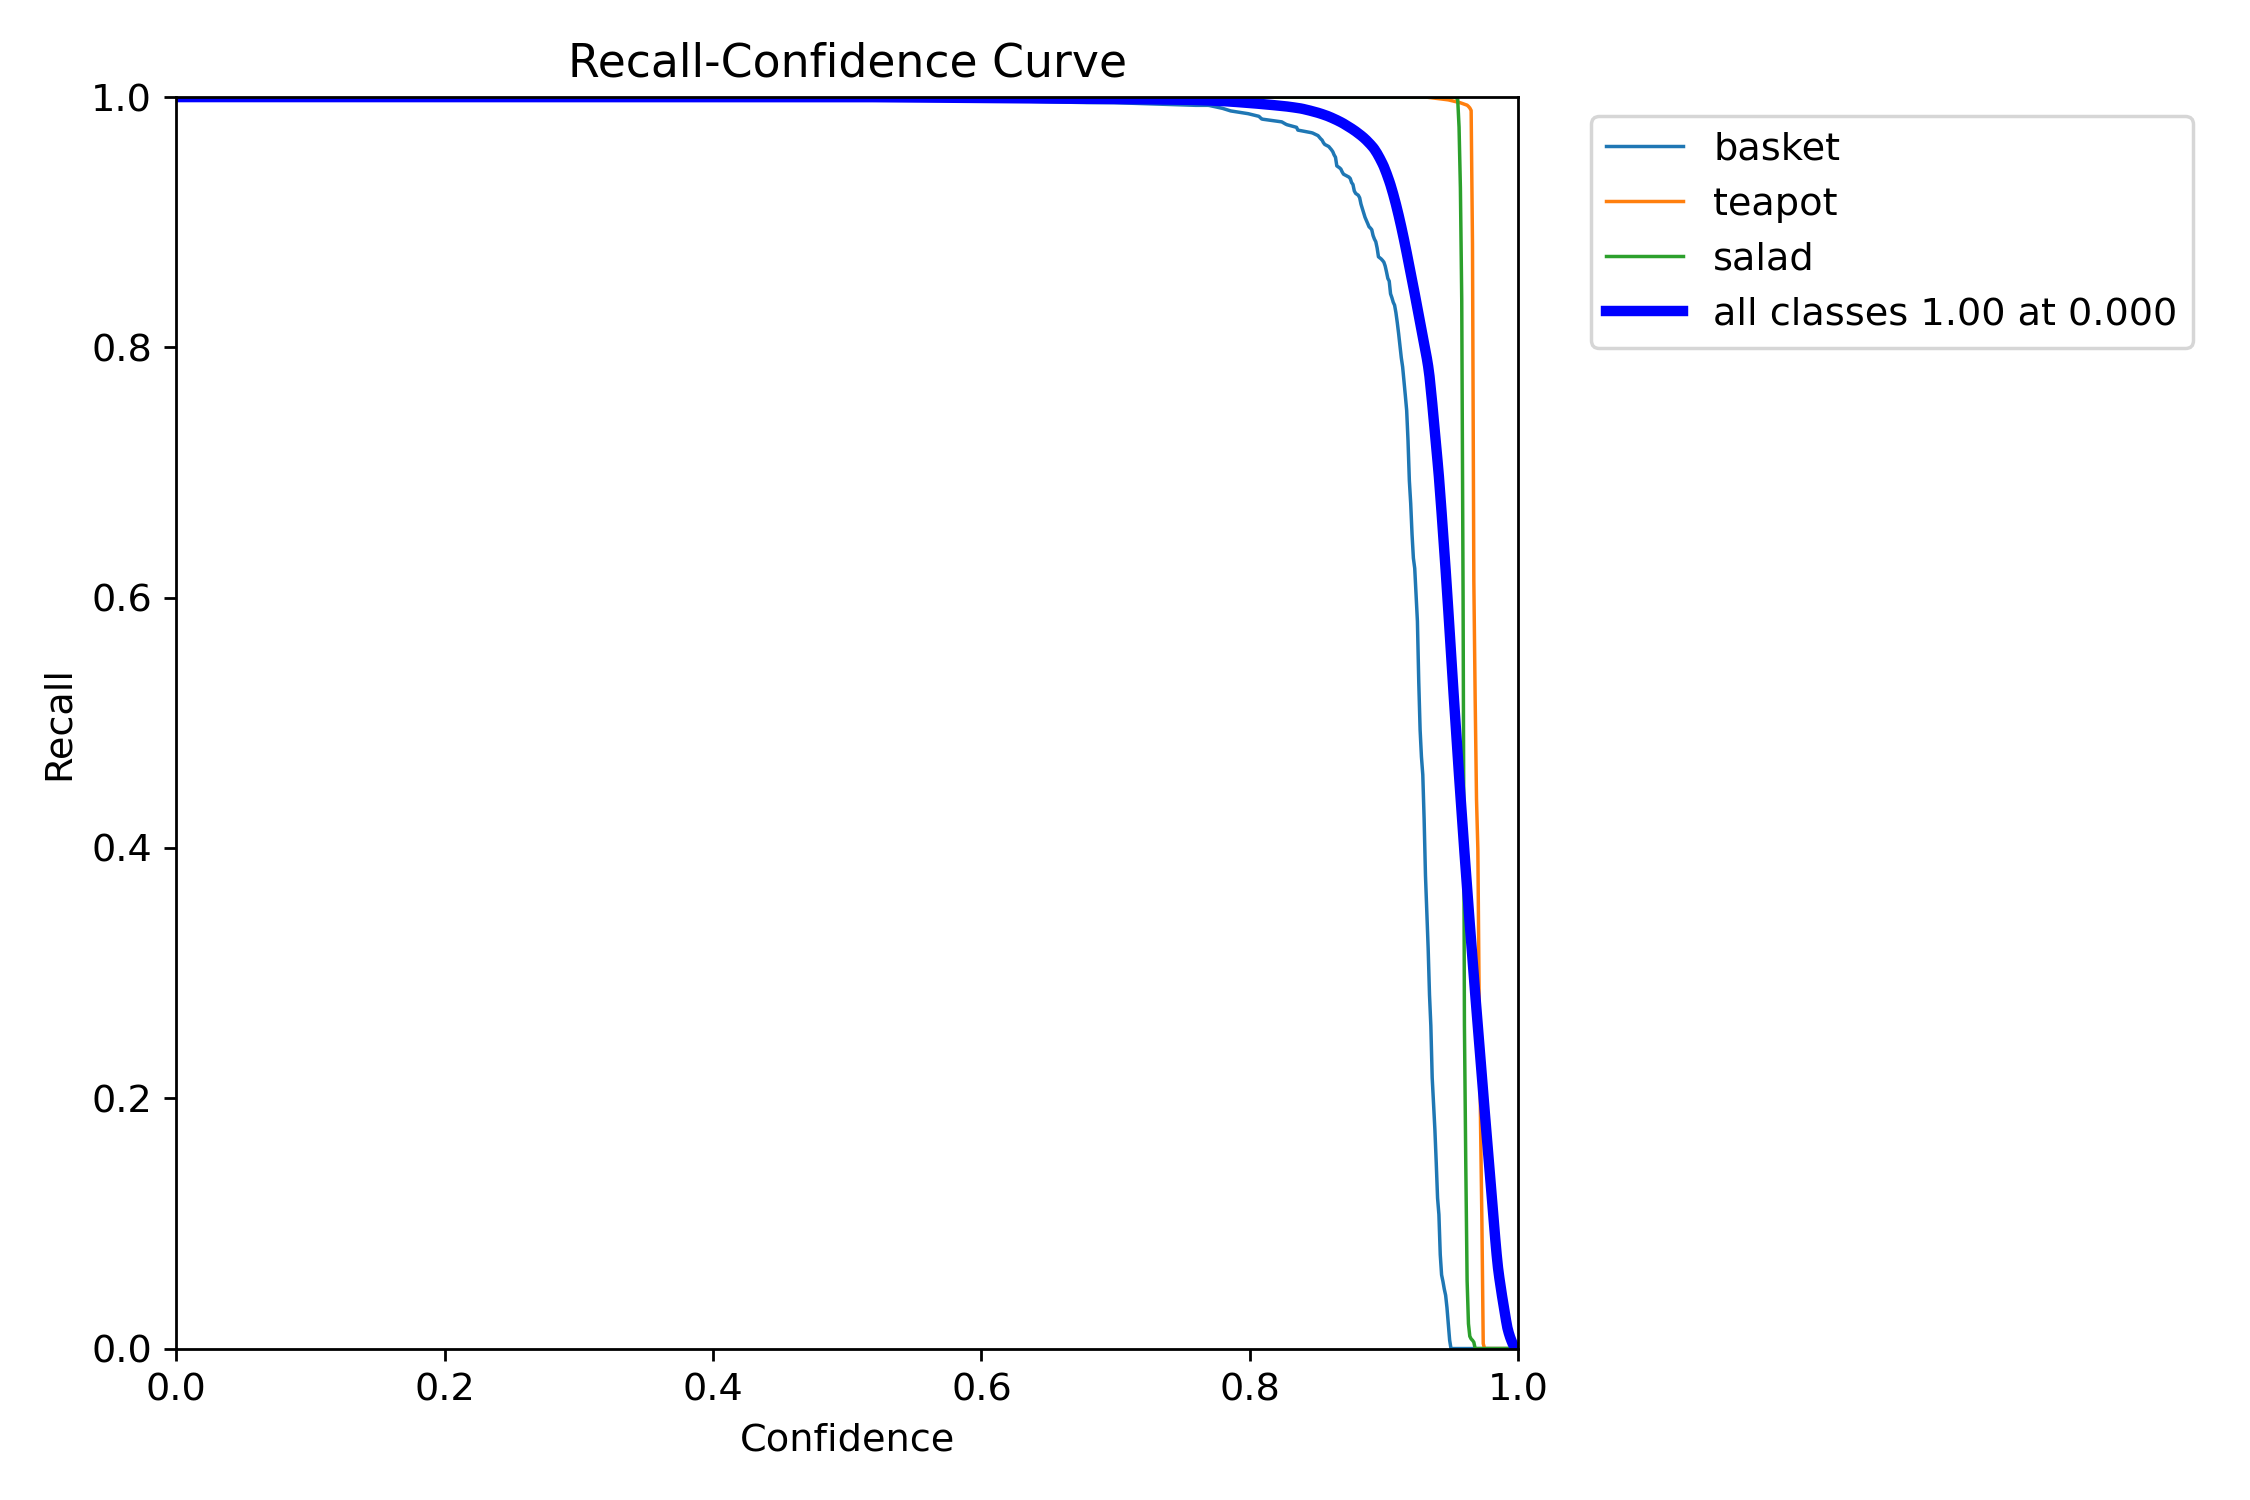 Recall-Confidence Curve
1.0
0.8
0.6
0.4
0.2
0.0
Recall
0.0 0.2 0.4 0.6 0.8 1.0
Confidence
basket
teapot
salad
all classes 1.00 at 0.000